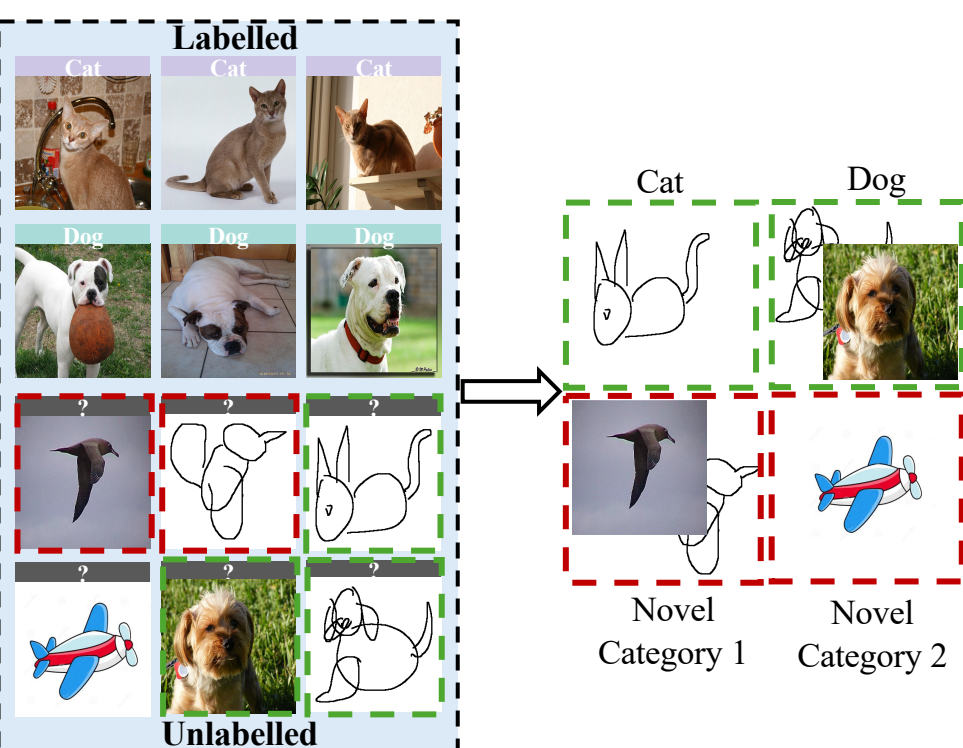 Labelled
Cat Cat Cat
Dog Dog Dog
? ? ?
? ? ?
Unlabelled
Cat Dog
Novel Category 1
Novel Category 2